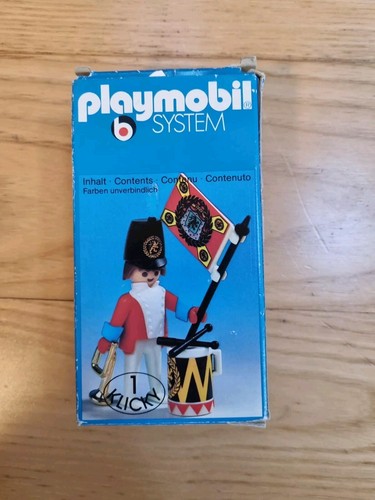 playmobil
b SYSTEM
Inhalt · Contents · Contenu · Contenuto
Farben unverbindlich
1
KLICKY